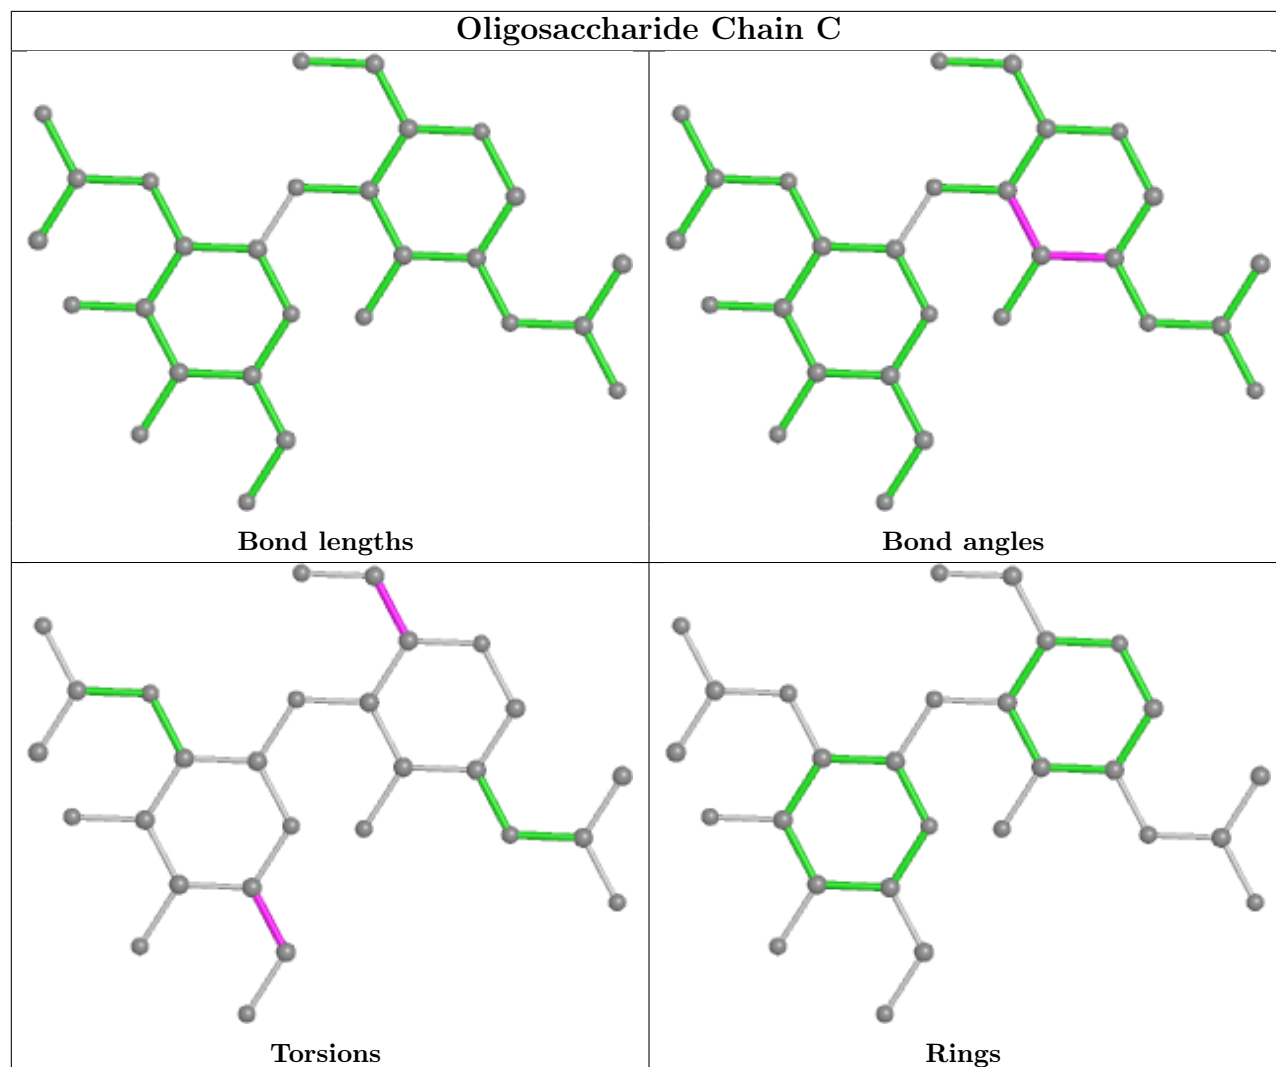 Oligosaccharide Chain C
Bond lengths
Bond angles
Torsions
Rings